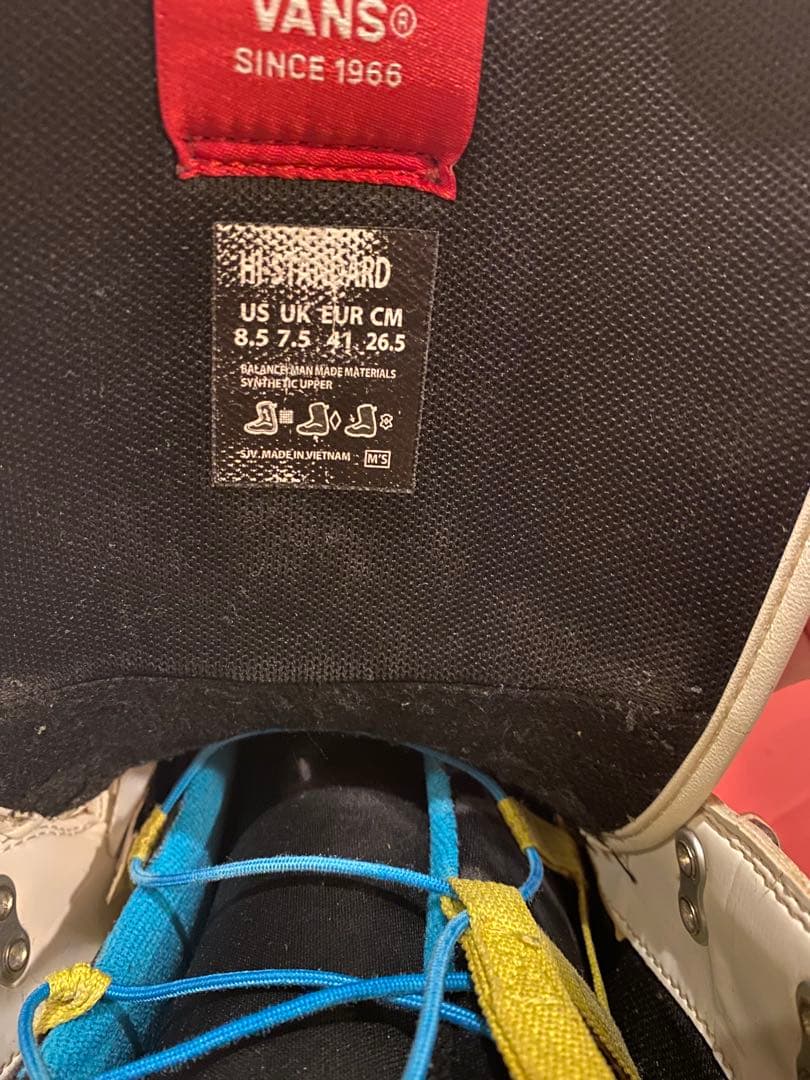 VANS®
SINCE 1966
HI-STANDARD
US UK EUR CM
8.5 7.5 41 26.5
BALANCE MAN MADE MATERIALS
SYNTHETIC UPPER
SJV. MADE IN VIETNAM M'S